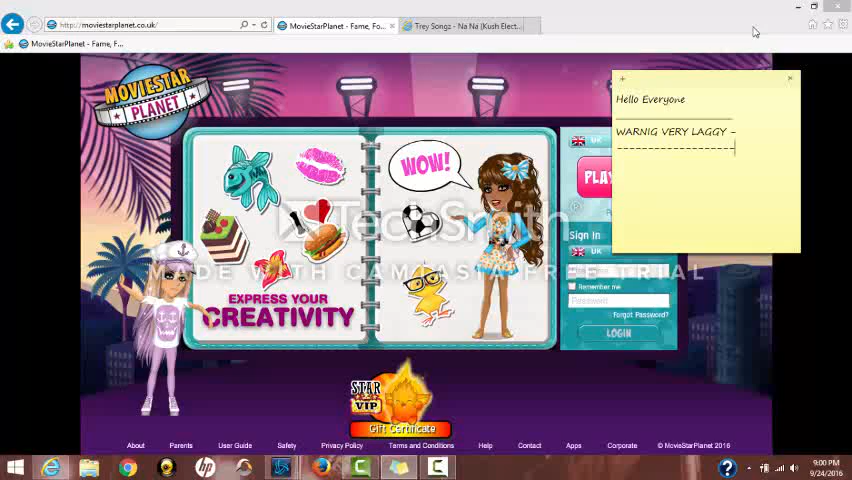 http://moviestarplanet.co.uk/
MovieStarPlanet - Fame, Fo...
Trey Songz - Na Na (Kush Elect...
MovieStarPlanet - Fame, F...
MOVIESTAR
PLANET
WOW!
EXPRESS YOUR
CREATIVITY
Hello Everyone
WARNIG VERY LAGGY -
UK
PLAY
Sign In
UK
Remember me
Password
Forgot Password?
LOGIN
TechSmith
MADE WITH CAMTASIA FREE TRIAL
STAR
VIP
Gift Certificate
About Parents User Guide Safety Privacy Policy Terms and Conditions Help Contact Apps Corporate © MovieStarPlanet 2016
hp
9:00 PM
9/24/2016